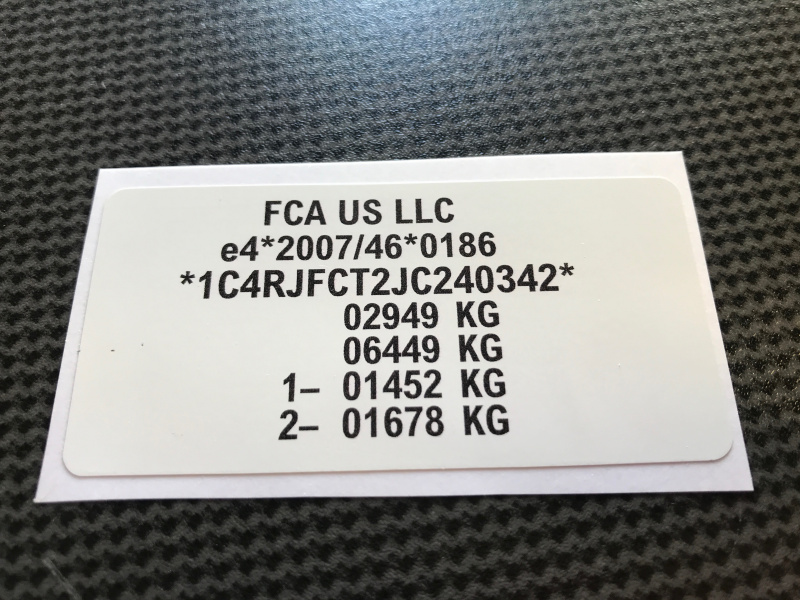 FCA US LLC
e4*2007/46*0186
*1C4RJFCT2JC240342*
02949 KG
06449 KG
1– 01452 KG
2– 01678 KG